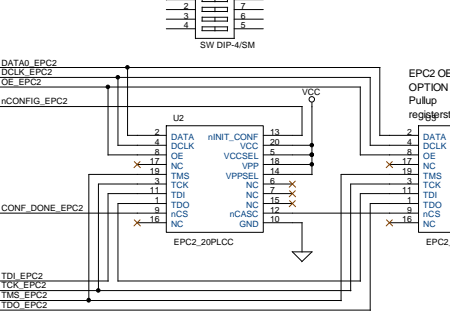 2 7
3 6
4 5
SW DIP-4/SM
DATA0_EPC2
DCLK_EPC2
OE_EPC2
nCONFIG_EPC2
VCC
EPC2 OE
OPTION
Pullup
registerst
U2
2 DATA nINIT_CONF 13
4 DCLK VCC 20
8 OE VCCSEL 5
17 NC VPP 18
19 TMS VPPSEL 14
3 TCK NC 6
11 TDI NC 7
1 TDO NC 15
9 nCS nCASC 12
16 NC GND 10
EPC2_20PLCC
CONF_DONE_EPC2
U3
2 DATA
4 DCLK
8 OE
17 NC
19 TMS
3 TCK
11 TDI
1 TDO
9 nCS
16 NC
EPC2_
TDI_EPC2
TCK_EPC2
TMS_EPC2
TDO_EPC2